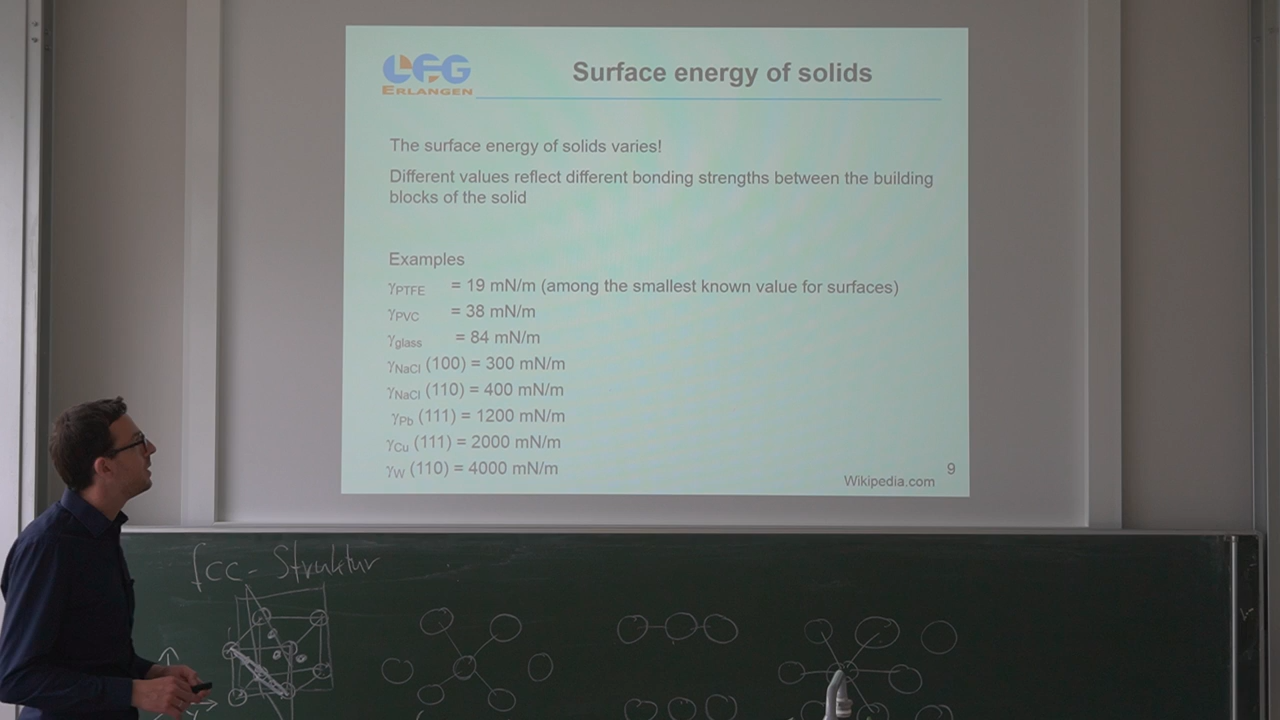 LFG
ERLANGEN
Surface energy of solids
The surface energy of solids varies!
Different values reflect different bonding strengths between the building
blocks of the solid
Examples
γPTFE = 19 mN/m (among the smallest known value for surfaces)
γPVC = 38 mN/m
γglass = 84 mN/m
γNaCl (100) = 300 mN/m
γNaCl (110) = 400 mN/m
γPb (111) = 1200 mN/m
γCu (111) = 2000 mN/m
γW (110) = 4000 mN/m
9
Wikipedia.com
fcc-Struktur